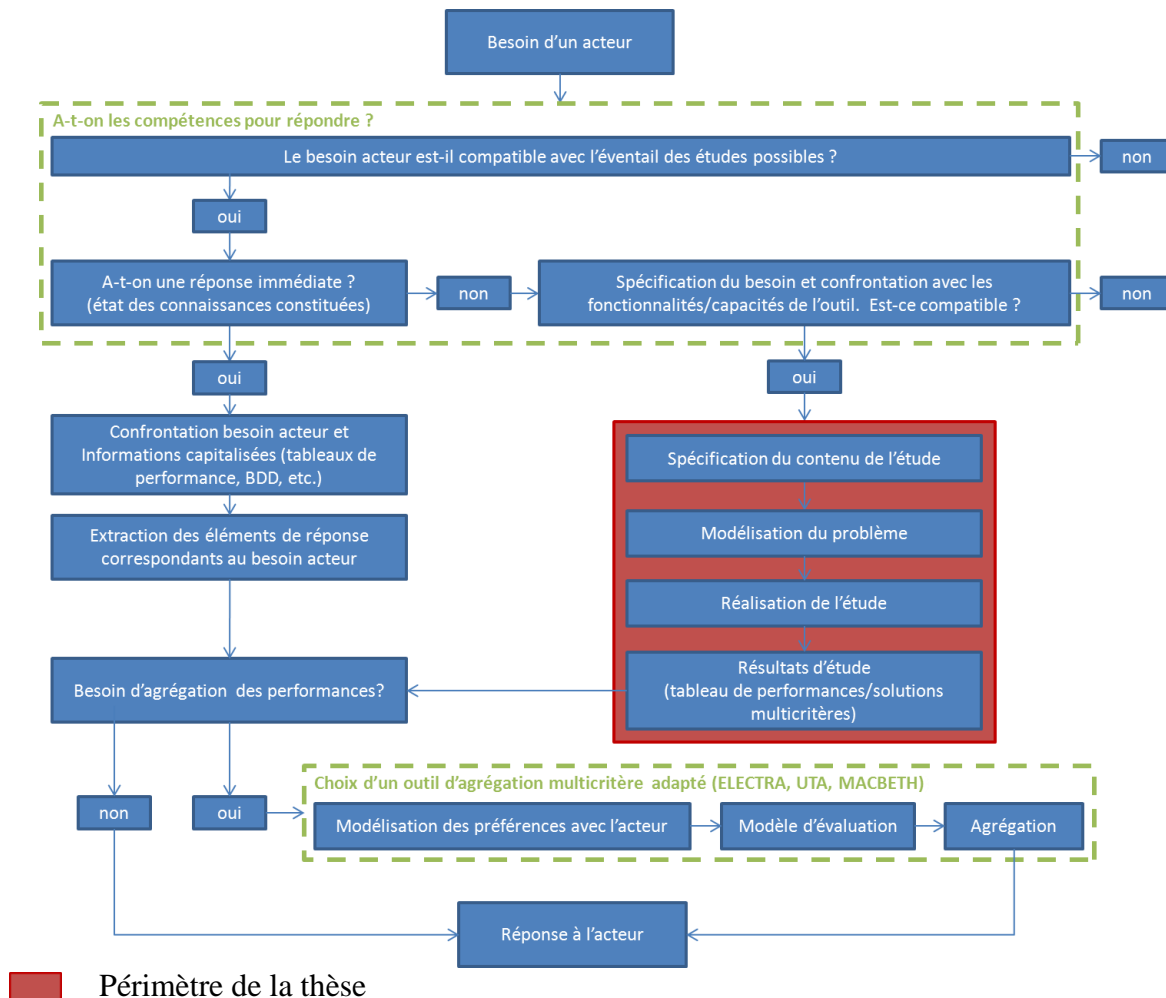 Besoin d'un acteur
A-t-on les compétences pour répondre ?
Le besoin acteur est-il compatible avec l'éventail des études possibles ?
non
oui
A-t-on une réponse immédiate ?
(état des connaissances constituées)
non
Spécification du besoin et confrontation avec les
fonctionnalités/capacités de l'outil. Est-ce compatible ?
non
oui
oui
Confrontation besoin acteur et
Informations capitalisées (tableaux de
performance, BDD, etc.)
Extraction des éléments de réponse
correspondants au besoin acteur
Spécification du contenu de l'étude
Modélisation du problème
Réalisation de l'étude
Résultats d'étude
(tableau de performances/solutions
multicritères)
Besoin d'agrégation des performances?
non
oui
Choix d'un outil d'agrégation multicritère adapté (ELECTRA, UTA, MACBETH)
Modélisation des préférences avec l'acteur
Modèle d'évaluation
Agrégation
Réponse à l'acteur
Périmètre de la thèse